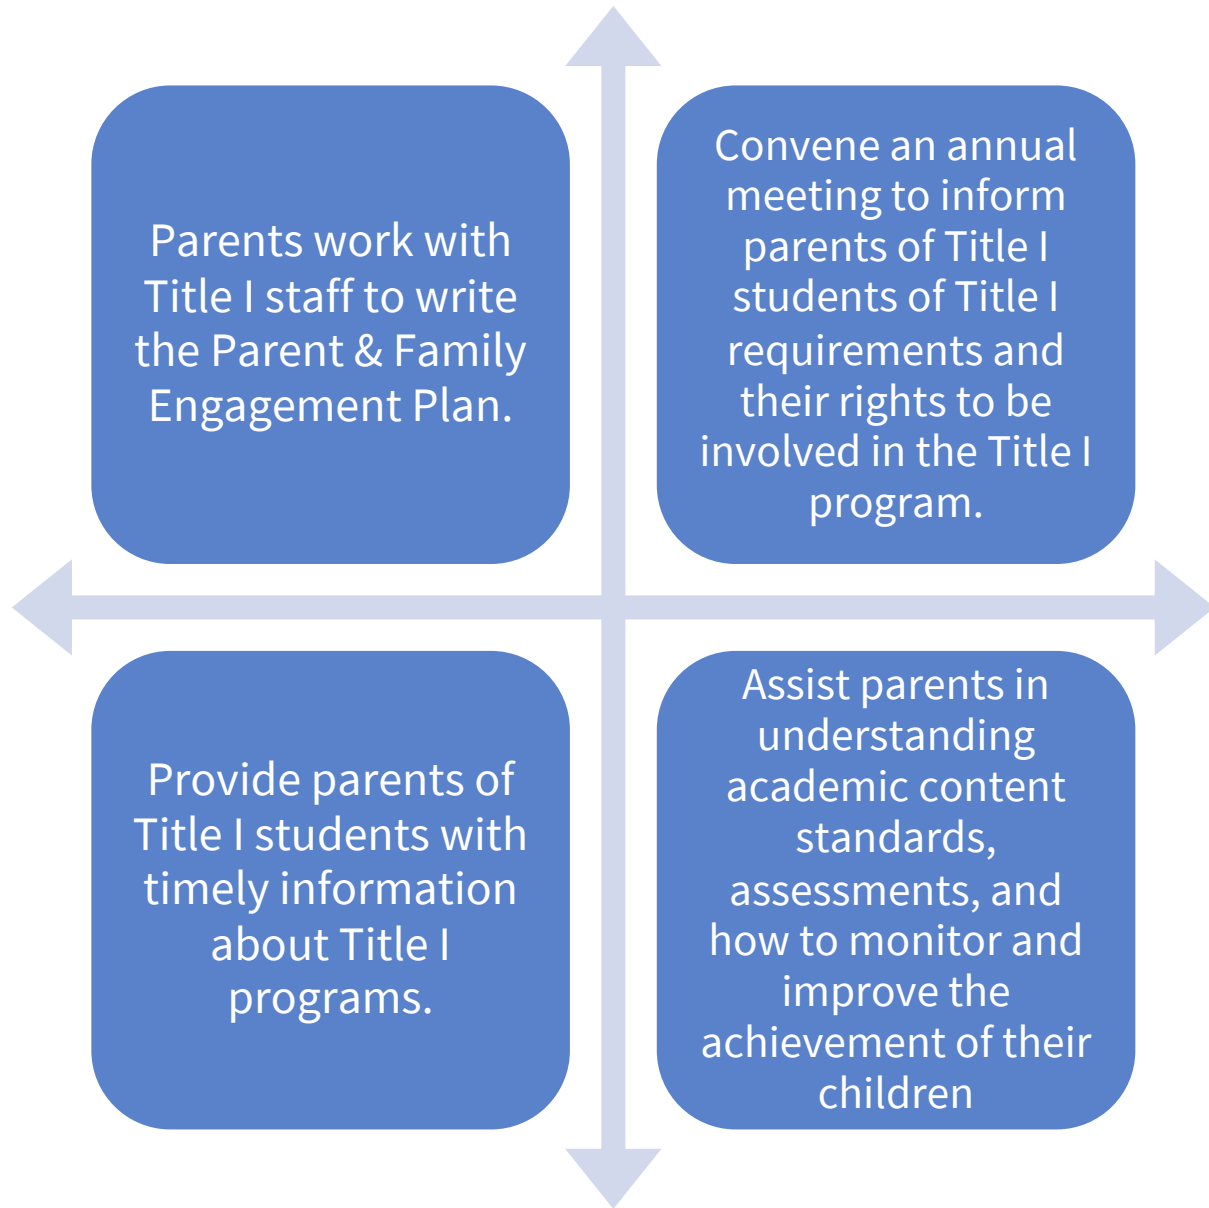 Parents work with
Title I staff to write
the Parent & Family
Engagement Plan.
Convene an annual
meeting to inform
parents of Title I
students of Title I
requirements and
their rights to be
involved in the Title I
program.
Provide parents of
Title I students with
timely information
about Title I
programs.
Assist parents in
understanding
academic content
standards,
assessments, and
how to monitor and
improve the
achievement of their
children